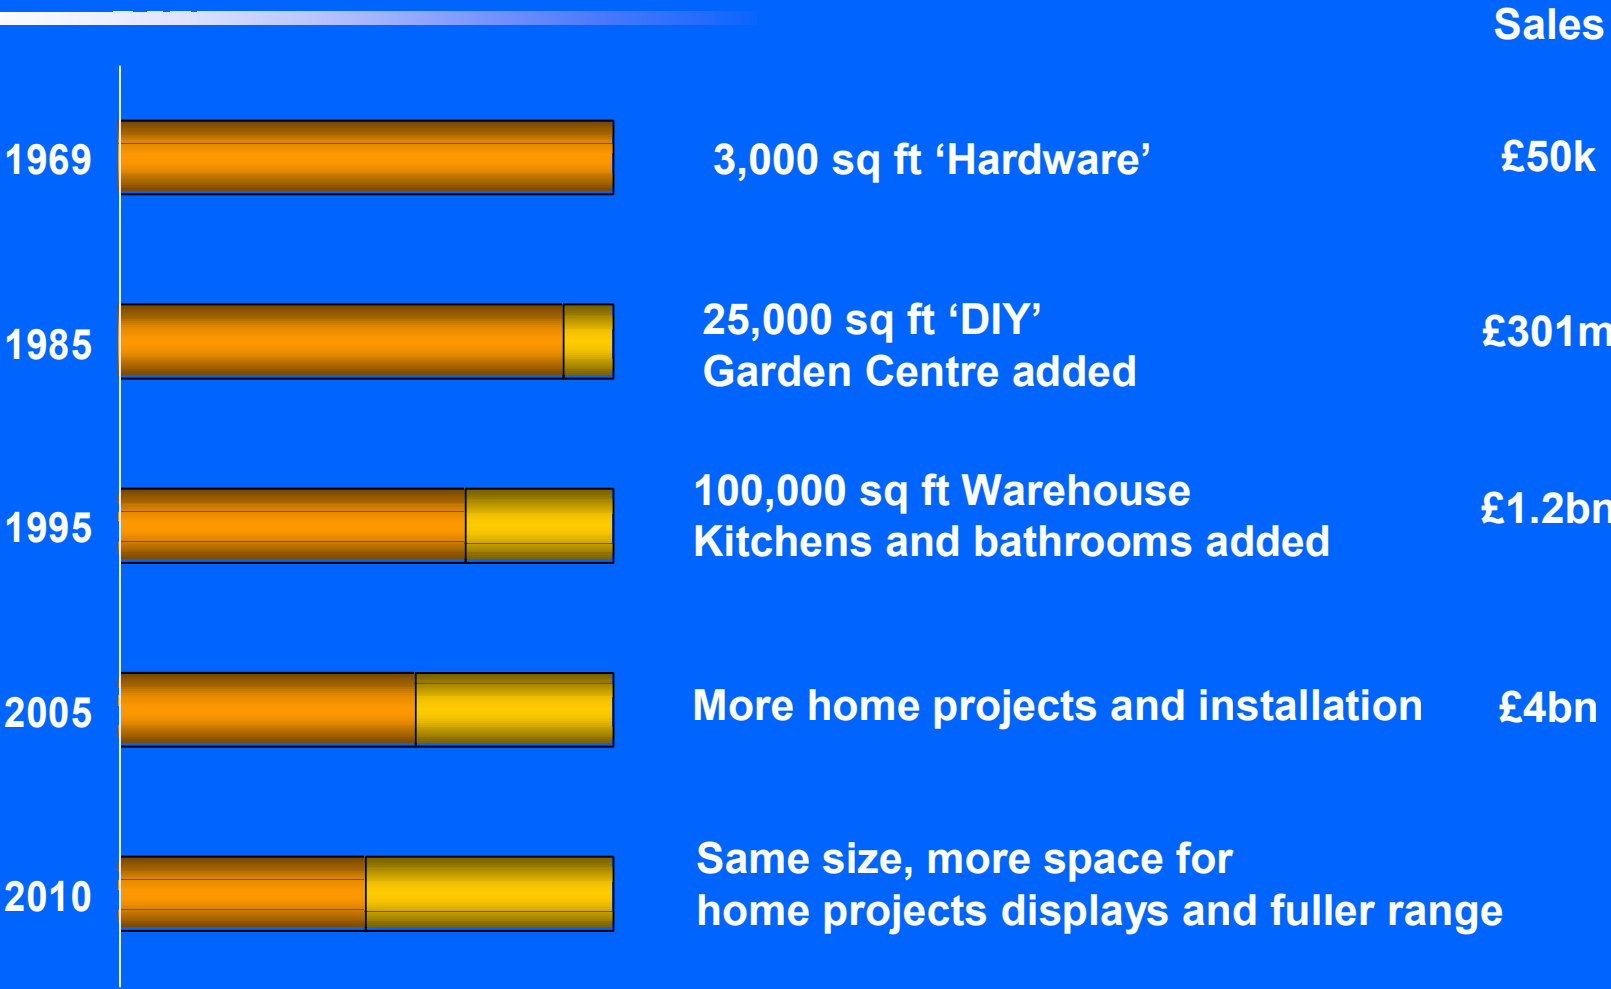 Sales
1969 3,000 sq ft ‘Hardware’ £50k
1985 25,000 sq ft ‘DIY’ £301m
Garden Centre added
1995 100,000 sq ft Warehouse £1.2bn
Kitchens and bathrooms added
2005 More home projects and installation £4bn
2010 Same size, more space for
home projects displays and fuller range